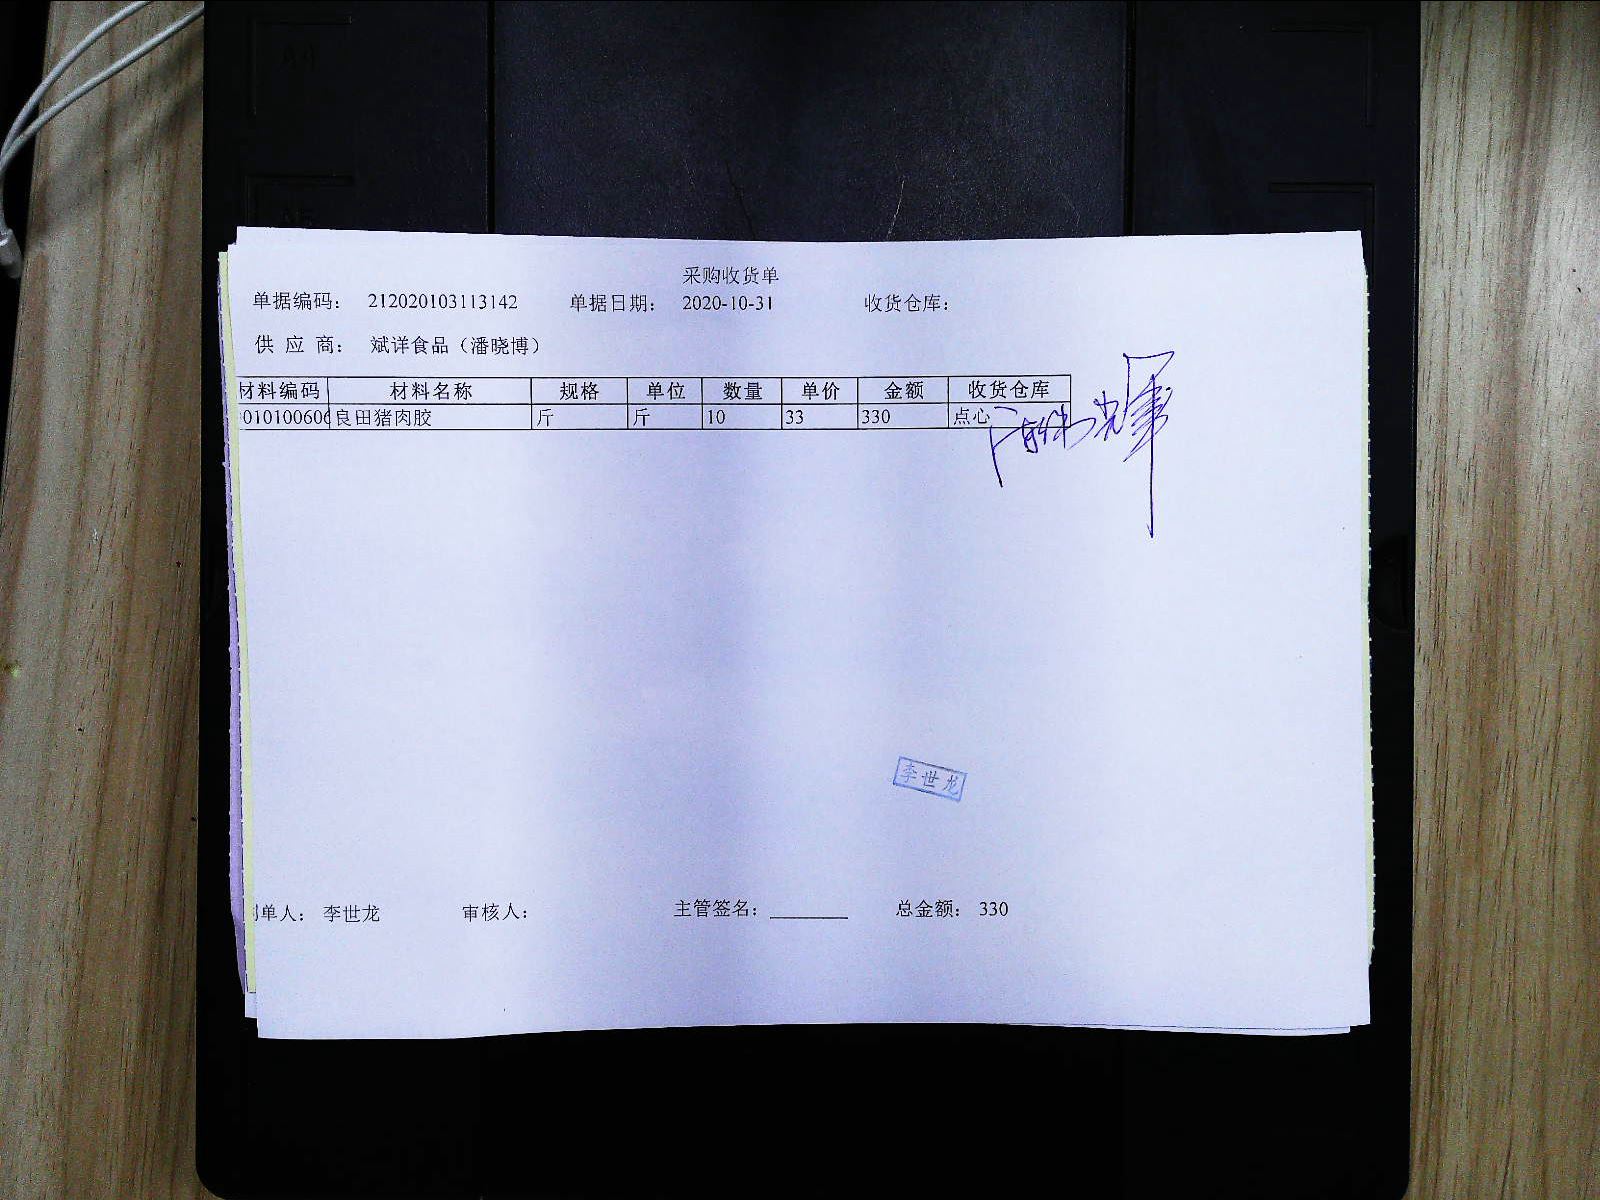 采购收货单
单据编码： 212020103113142 单据日期： 2020-10-31 收货仓库：
供 应 商： 斌详食品（潘晓博）
材料编码 材料名称 规格 单位 数量 单价 金额 收货仓库
01010060 良田猪肉胶 斤 斤 10 33 330 点心
李世龙
制单人： 李世龙 审核人： 主管签名： ______ 总金额： 330